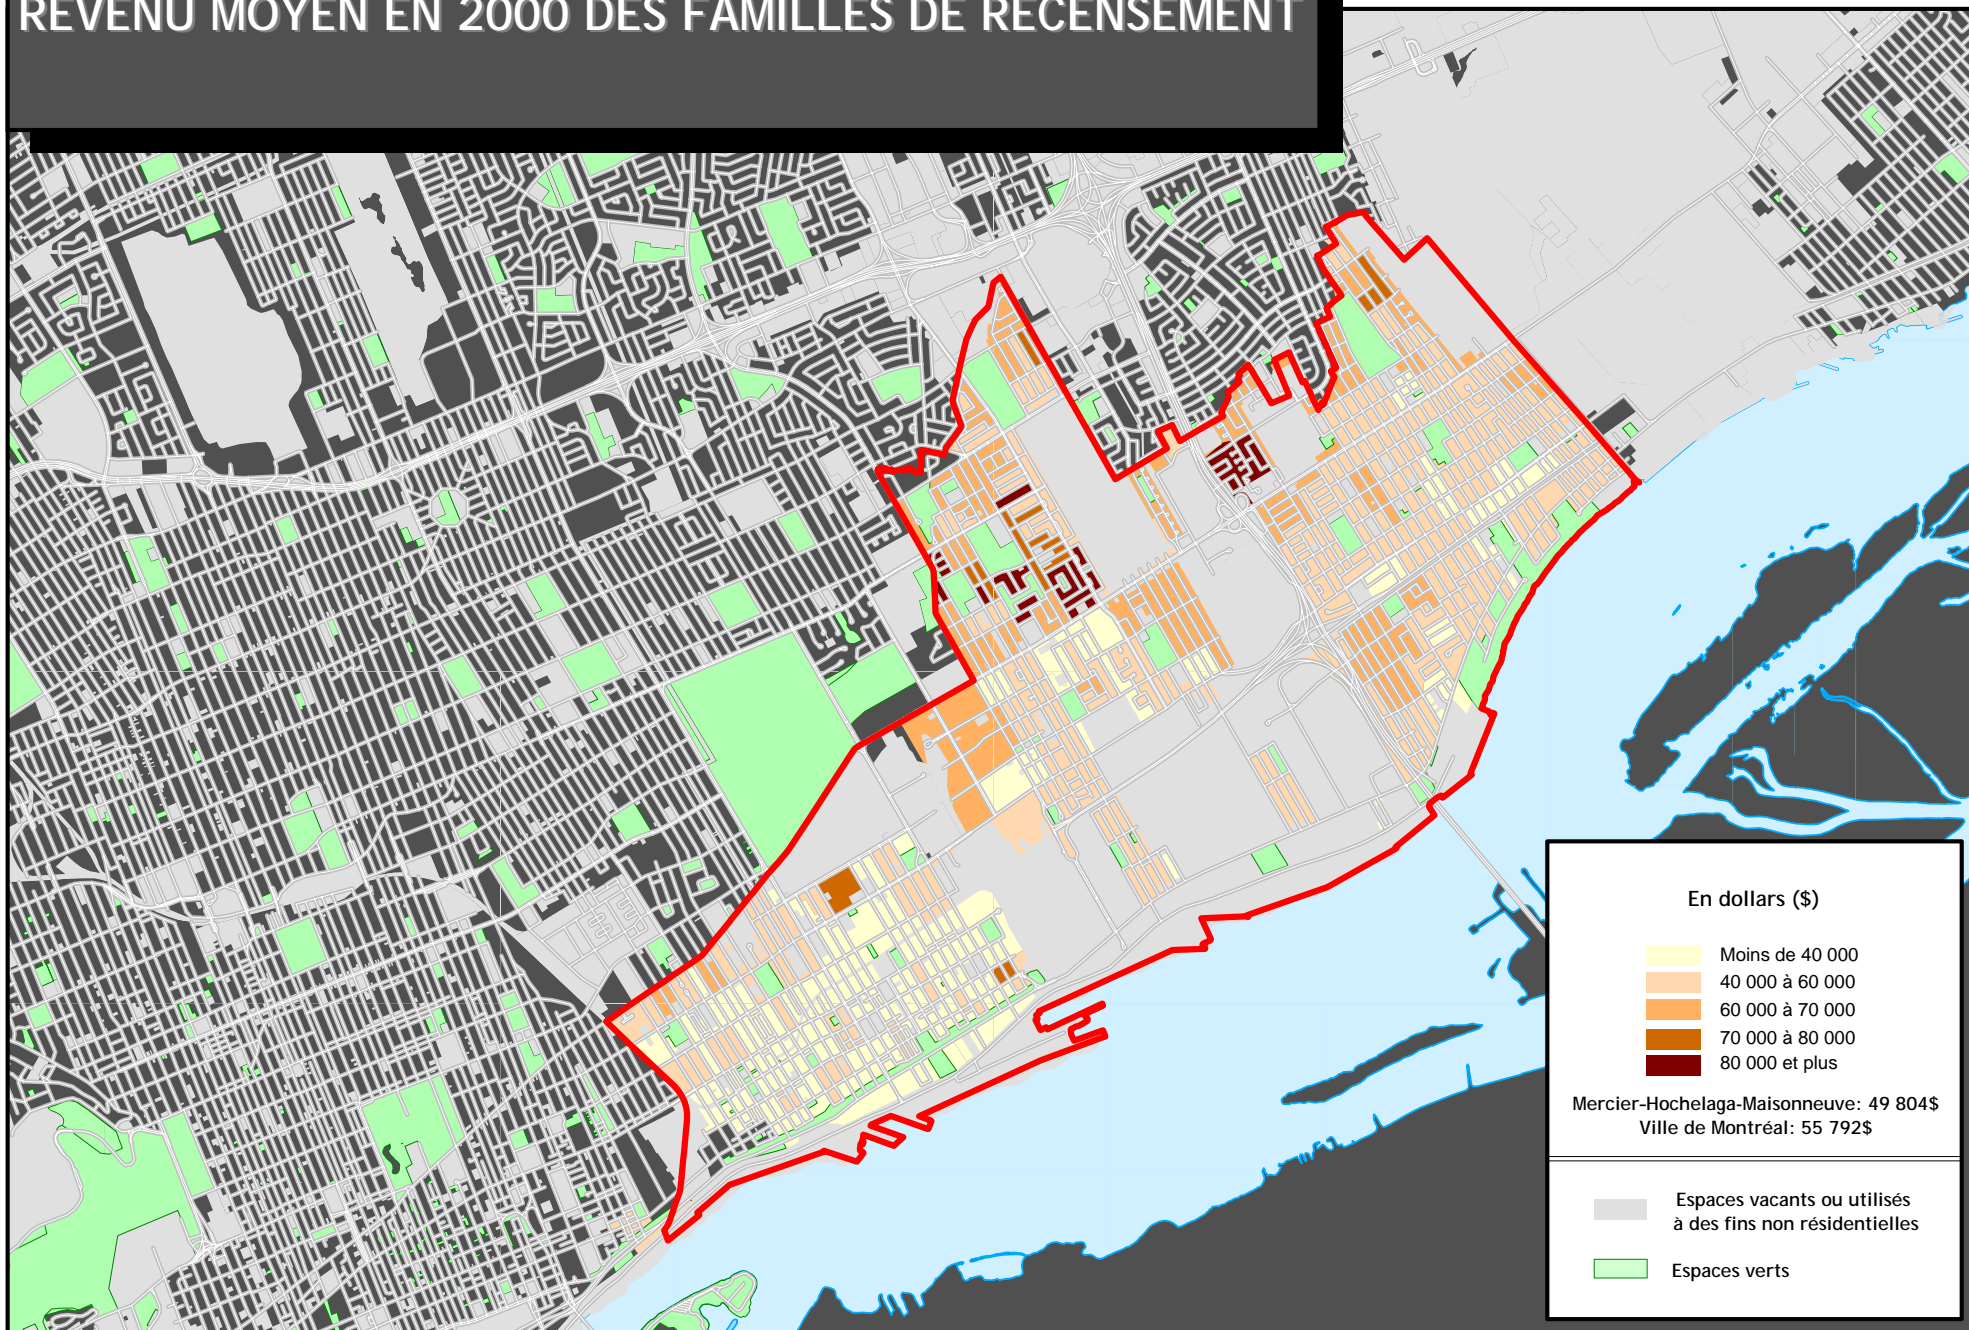 REVENU MOYEN EN 2000 DES FAMILLES DE RECENSEMENT
En dollars ($)
Moins de 40 000
40 000 à 60 000
60 000 à 70 000
70 000 à 80 000
80 000 et plus
Mercier-Hochelaga-Maisonneuve: 49 804$
Ville de Montréal: 55 792$
Espaces vacants ou utilisés
à des fins non résidentielles
Espaces verts